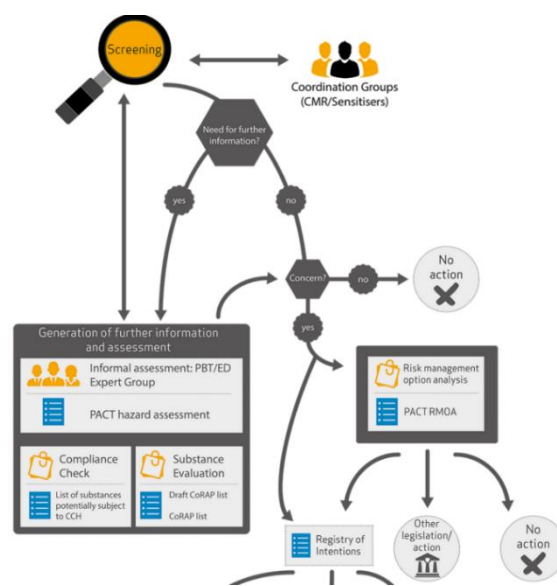 Screening
Coordination Groups
(CMR/Sensitisers)
Need for further
information?
yes
no
Concern?
no
No
action
yes
Generation of further information
and assessment
Informal assessment: PBT/ED
Expert Group
PACT hazard assessment
Compliance
Check
List of substances
potentially subject
to CCH
Substance
Evaluation
Draft CoRAP list
CoRAP list
Risk management
option analysis
PACT RMOA
Registry of
Intentions
Other
legislation/
action
No
action